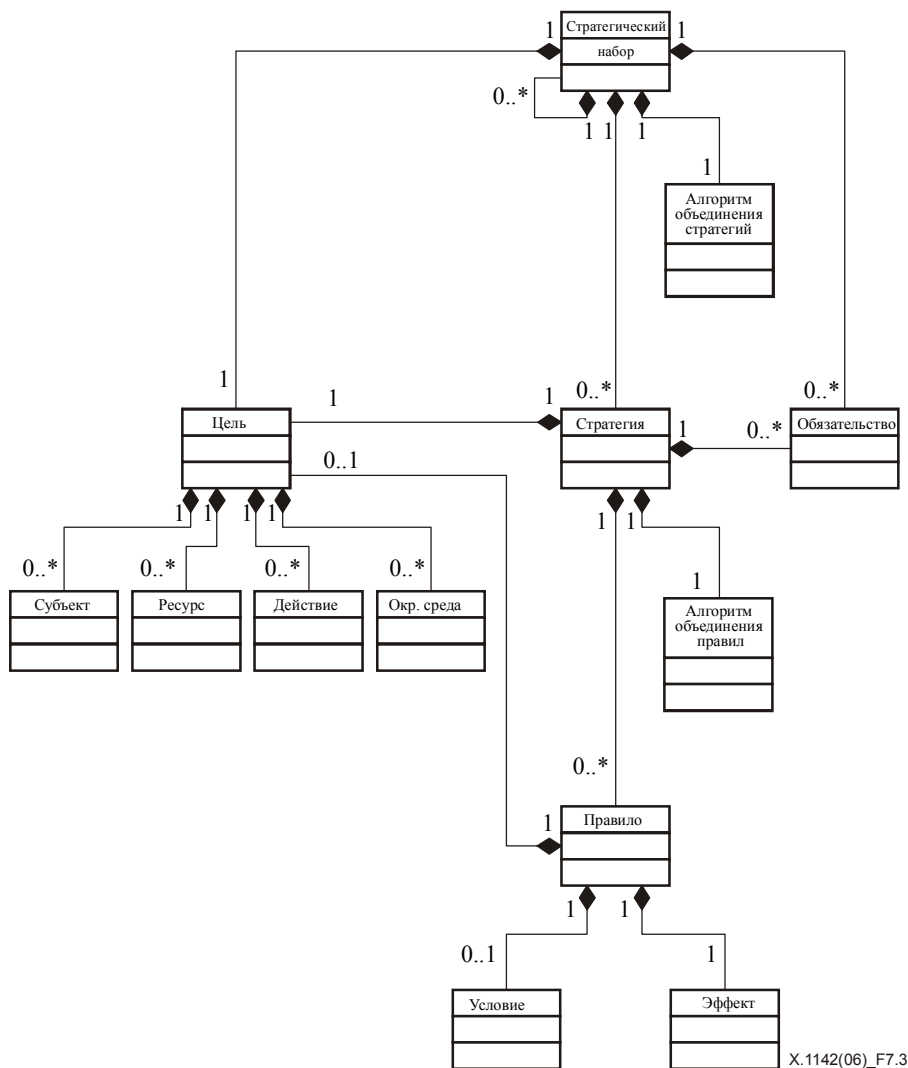 1
Стратегический
набор
1
0..*
1
1
1
1
Алгоритм
объединения
стратегий
1
1
1
0..*
0..*
Цель
Стратегия
1
0..*
Обязательство
0..1
1
1
1
1
1
1
0..*
0..*
0..*
0..*
1
Субъект
Ресурс
Действие
Окр. среда
Алгоритм
объединения
правил
0..*
1
Правило
1
1
0..1
1
Условие
Эффект
X.1142(06)_F7.3